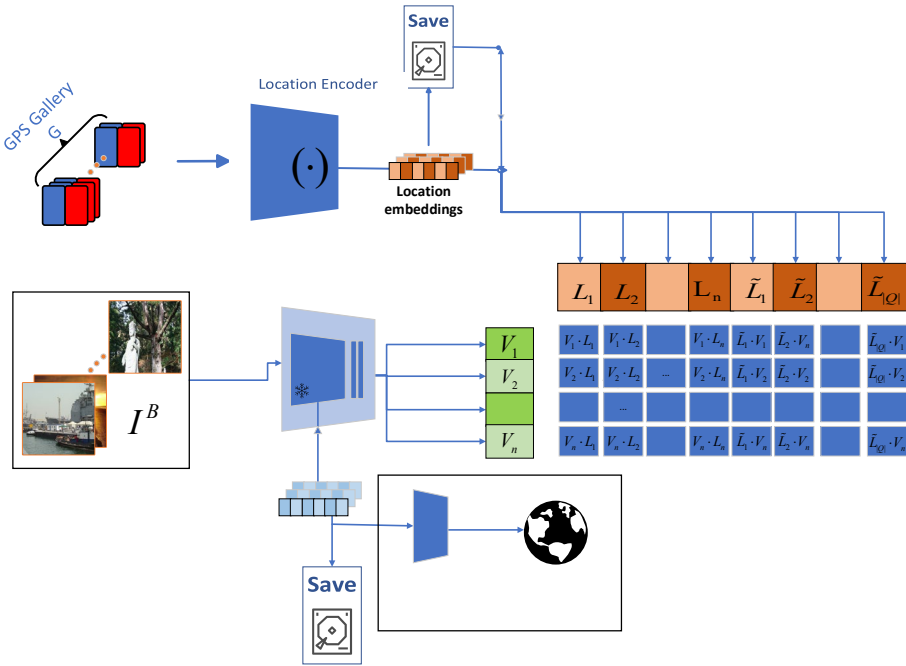 Save
Location Encoder
GPS Gallery
G
(·)
Location
embeddings
L₁ L₂ Lₙ L̃₁ L̃₂ L̃|Q|
I^B
V₁
V₂
Vₙ
V₁·L₁ V₁·L₂ V₁·Lₙ L̃₁·V₁ L̃₂·Vₙ L̃|Q|·V₁
V₂·L₁ V₂·L₂ ... V₂·Lₙ L̃₁·V₂ L̃₂·V₂ L̃|Q|·V₂
...
Vₙ·L₁ Vₙ·L₂ Vₙ·Lₙ L̃₁·Vₙ L̃₂·Vₙ L̃|Q|·Vₙ
Save